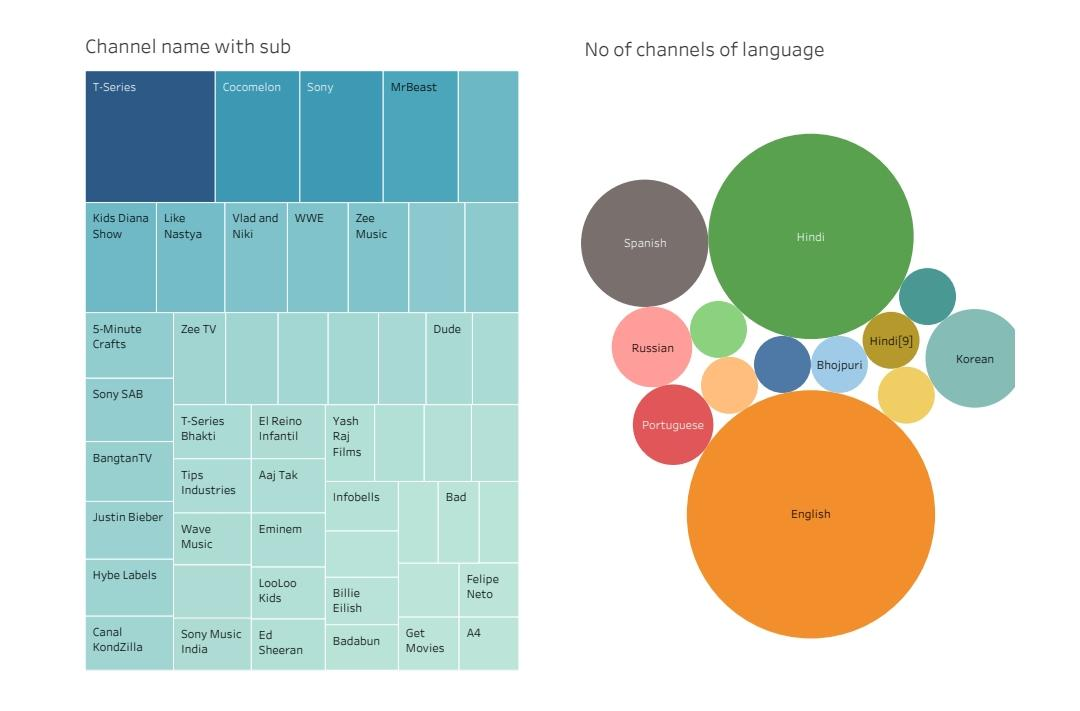 Channel name with sub
No of channels of language
T-Series
Cocomelon
Sony
MrBeast
Kids Diana
Show
Like
Nastya
Vlad and
Niki
WWE
Zee
Music
5-Minute
Crafts
Sony SAB
BangtanTV
Justin Bieber
Hybe Labels
Canal
KondZilla
Zee TV
Dude
T-Series
Bhakti
Tips
Industries
Wave
Music
Sony Music
India
El Reino
Infantil
Aaj Tak
Eminem
LooLoo
Kids
Ed
Sheeran
Yash
Raj
Films
Infobells
Billie
Eilish
Badabun
Bad
Get
Movies
Felipe
Neto
A4
Spanish
Hindi
Russian
Bhojpuri
Hindi[9]
Korean
Portuguese
English